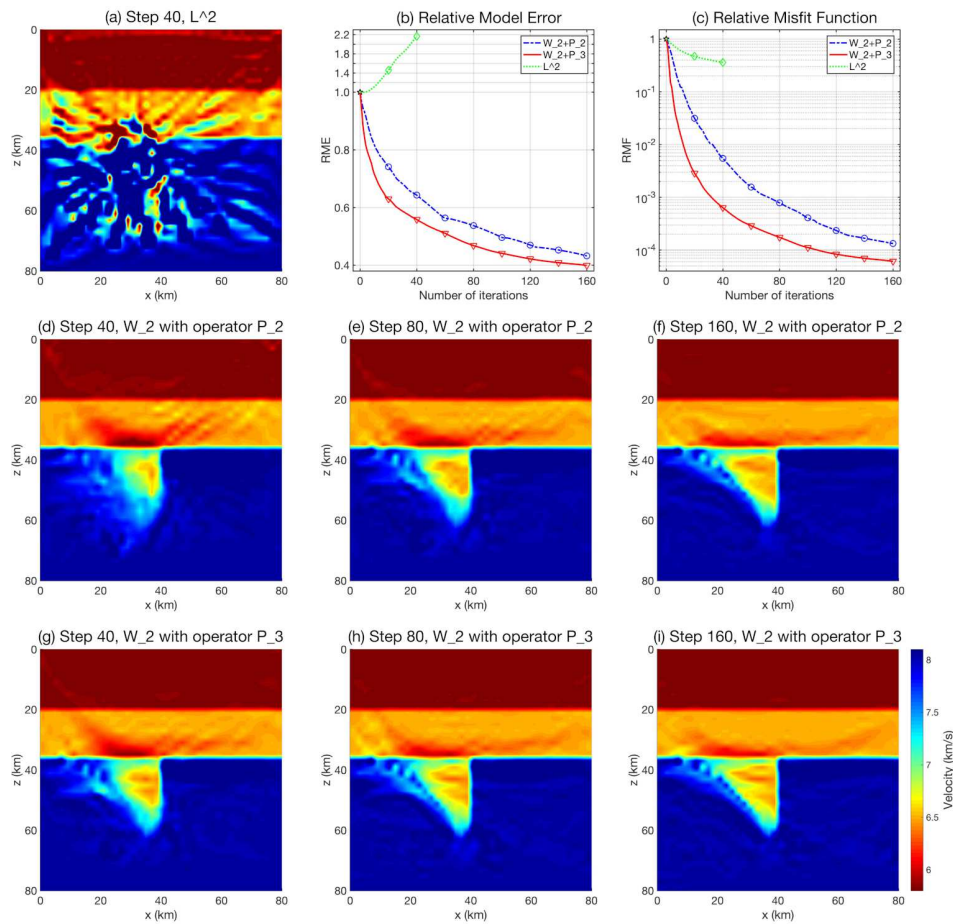 (a) Step 40, L^2
0
20
40
60
80
z (km)
0 20 40 60 80
x (km)
(b) Relative Model Error
2.2
1.8
1.4
1.0
0.8
0.6
0.4
RME
W_2+P_2
W_2+P_3
L^2
0 40 80 120 160
Number of iterations
(c) Relative Misfit Function
1
10^-1
10^-2
10^-3
10^-4
RMF
W_2+P_2
W_2+P_3
L^2
0 40 80 120 160
Number of iterations
(d) Step 40, W_2 with operator P_2
0
20
40
60
80
z (km)
0 20 40 60 80
x (km)
(e) Step 80, W_2 with operator P_2
0
20
40
60
80
z (km)
0 20 40 60 80
x (km)
(f) Step 160, W_2 with operator P_2
0
20
40
60
80
z (km)
0 20 40 60 80
x (km)
(g) Step 40, W_2 with operator P_3
0
20
40
60
80
z (km)
0 20 40 60 80
x (km)
(h) Step 80, W_2 with operator P_3
0
20
40
60
80
z (km)
0 20 40 60 80
x (km)
(i) Step 160, W_2 with operator P_3
0
20
40
60
80
z (km)
0 20 40 60 80
x (km)
8
7.5
7
6.5
6
Velocity (km/s)